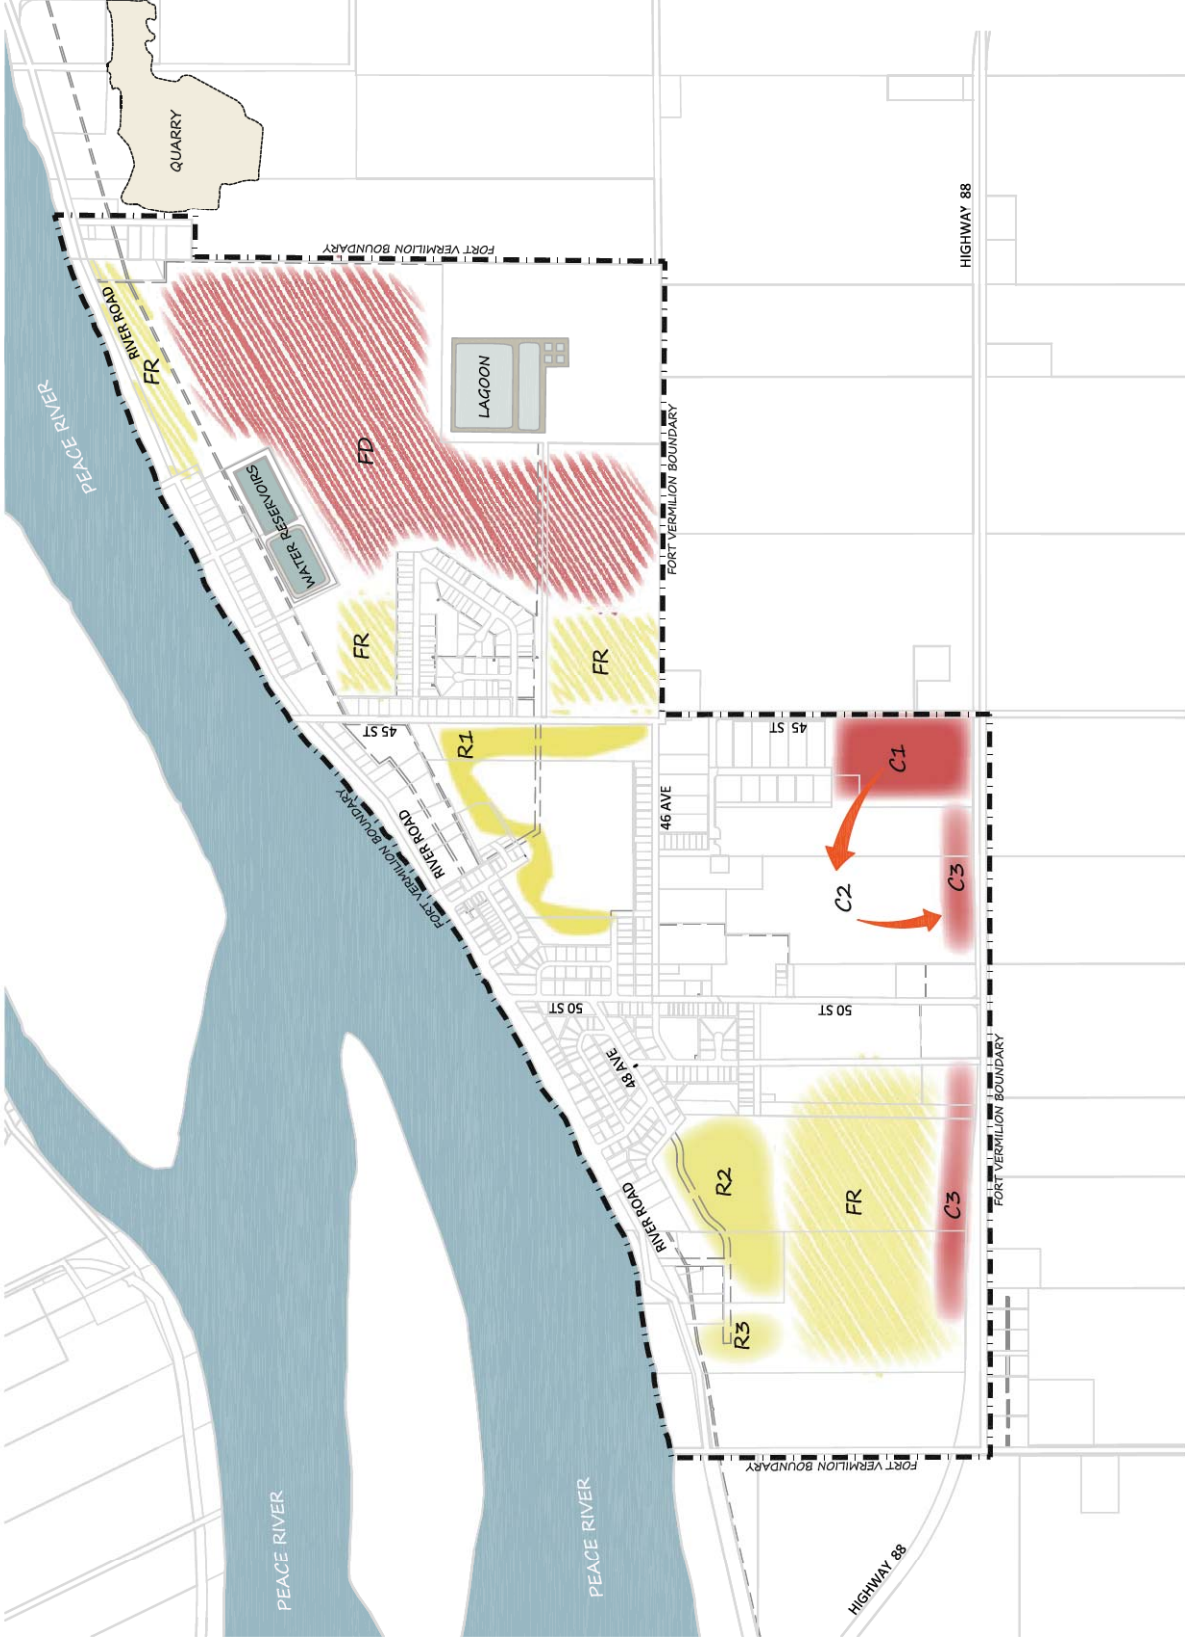 QUARRY
HIGHWAY 88
FORT VERMILION BOUNDARY
RIVER ROAD
FR
PEACE RIVER
LAGOON
FD
WATER RESERVOIRS
FORT VERMILION BOUNDARY
FR
FR
45 ST
R1
45 ST
C1
46 AVE
FORT VERMILION BOUNDARY
RIVER ROAD
C2
C3
50 ST
50 ST
48 AVE
FORT VERMILION BOUNDARY
R2
FR
C3
RIVER ROAD
R3
FORT VERMILION BOUNDARY
PEACE RIVER
PEACE RIVER
HIGHWAY 88